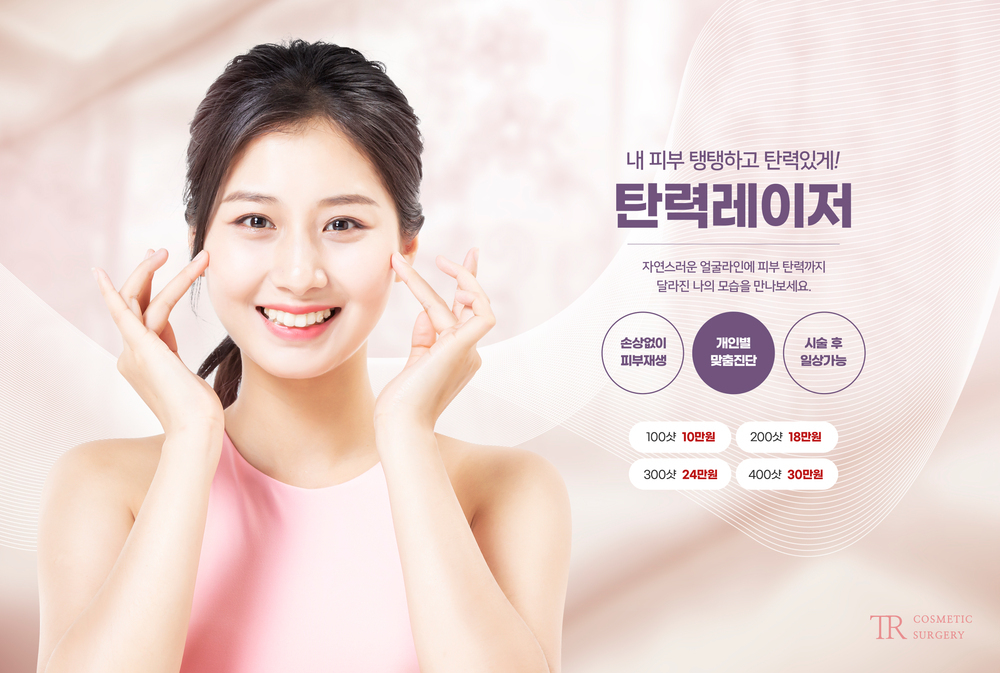 내 피부 탱탱하고 탄력있게!
탄력레이저
자연스러운 얼굴라인에 피부 탄력까지
달라진 나의 모습을 만나보세요.
손상없이
피부재생
개인별
맞춤진단
시술 후
일상가능
100샷 10만원
200샷 18만원
300샷 24만원
400샷 30만원
TR COSMETIC
SURGERY